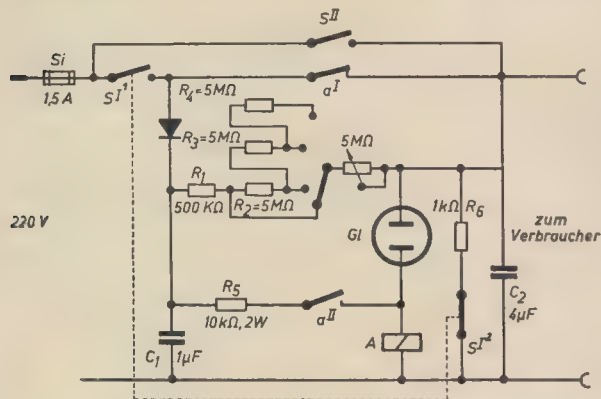 S^II
Si
1,5 A
S^I1
a^I
R4=5MΩ
R3=5MΩ
5MΩ
R1
500 KΩ
R2=5MΩ
1kΩ R6
220 V
Gl
zum
Verbraucher
R5
10kΩ, 2W
a^II
C2
4µF
A
S^I2
C1
1µF